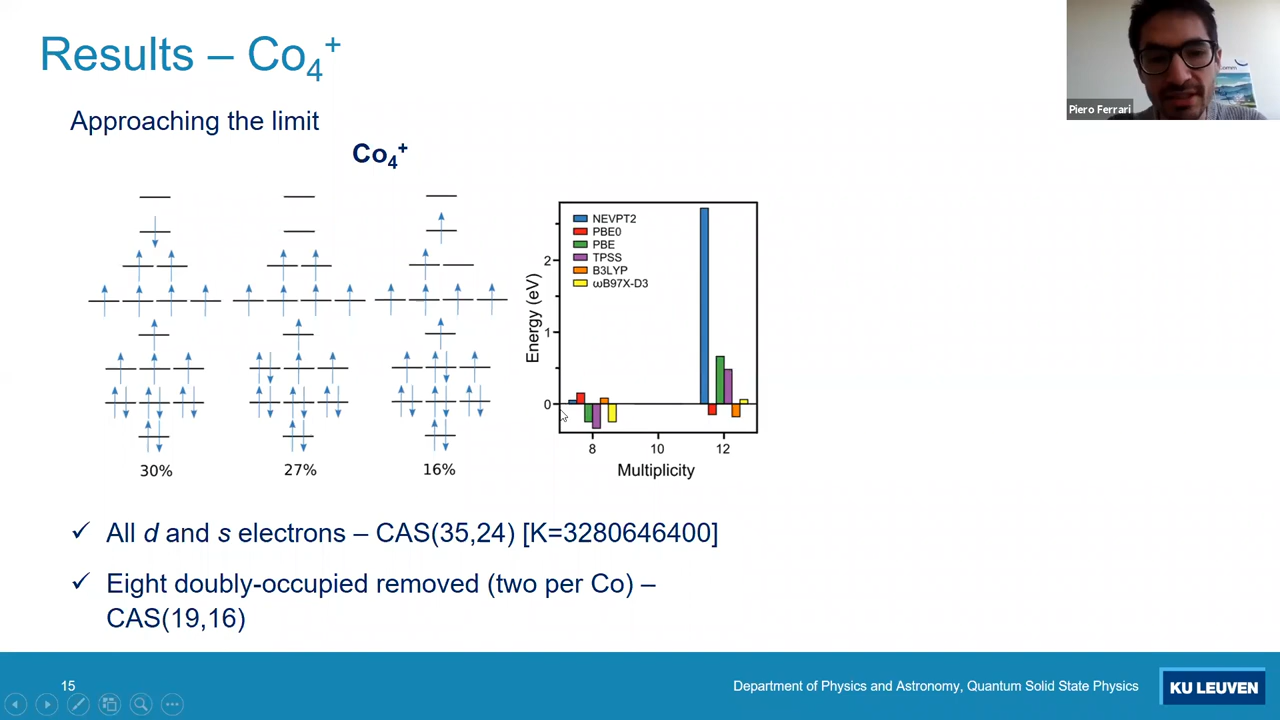 Results – Co₄⁺
Piero Ferrari
Approaching the limit
Co₄⁺
30%
27%
16%
NEVPT2
PBE0
PBE
TPSS
B3LYP
ωB97X-D3
Energy (eV)
2
1
0
8 10 12
Multiplicity
✓ All d and s electrons – CAS(35,24) [K=3280646400]
✓ Eight doubly-occupied removed (two per Co) –
CAS(19,16)
15
Department of Physics and Astronomy, Quantum Solid State Physics
KU LEUVEN